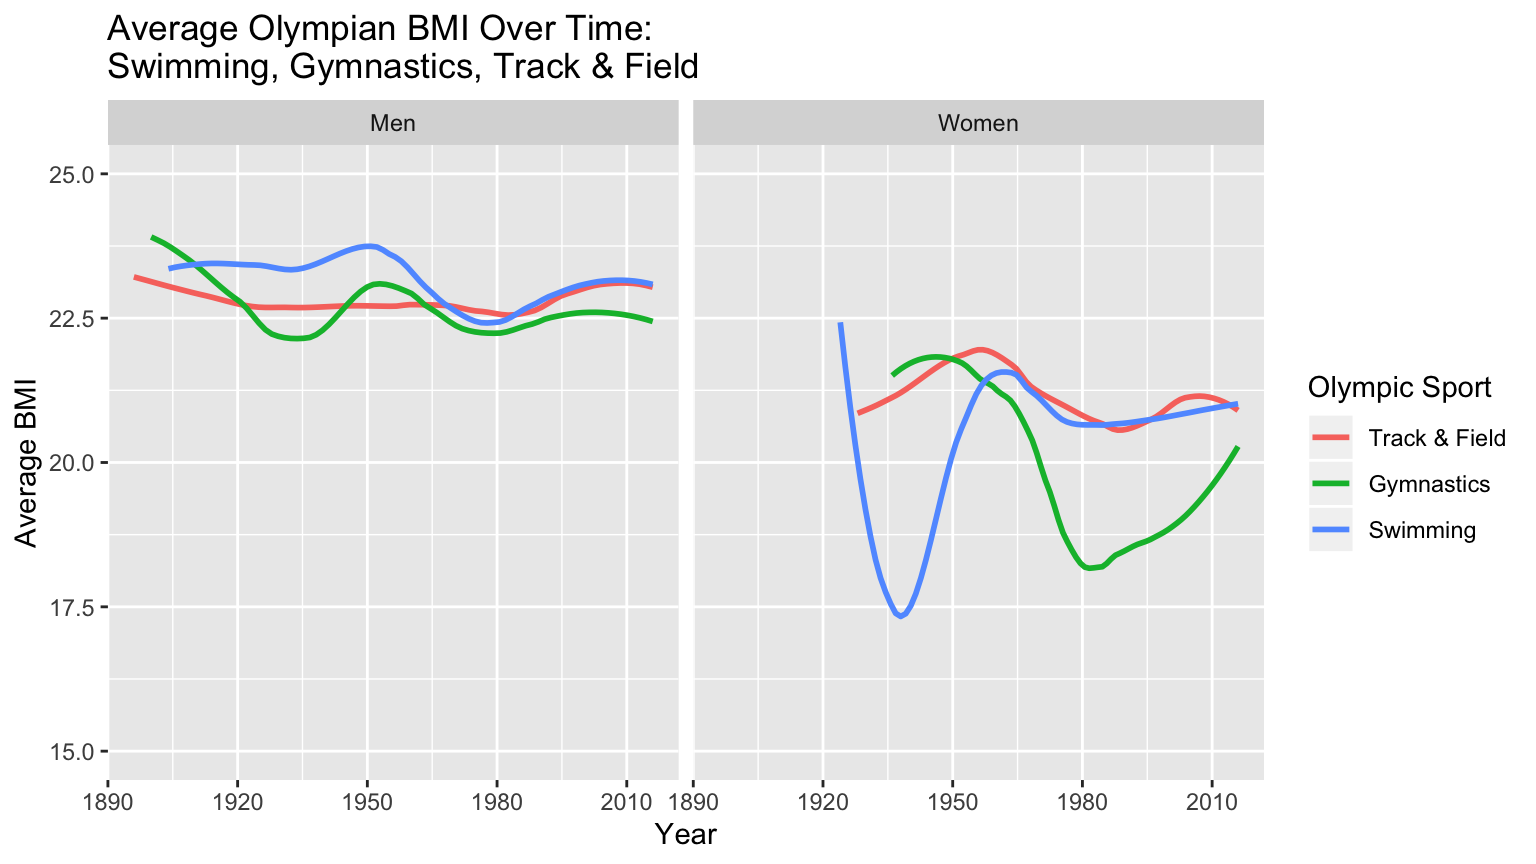 Average Olympian BMI Over Time:
Swimming, Gymnastics, Track & Field
Men
Women
25.0
22.5
20.0
17.5
15.0
Average BMI
1890 1920 1950 1980 2010
1890 1920 1950 1980 2010
Year
Olympic Sport
Track & Field
Gymnastics
Swimming